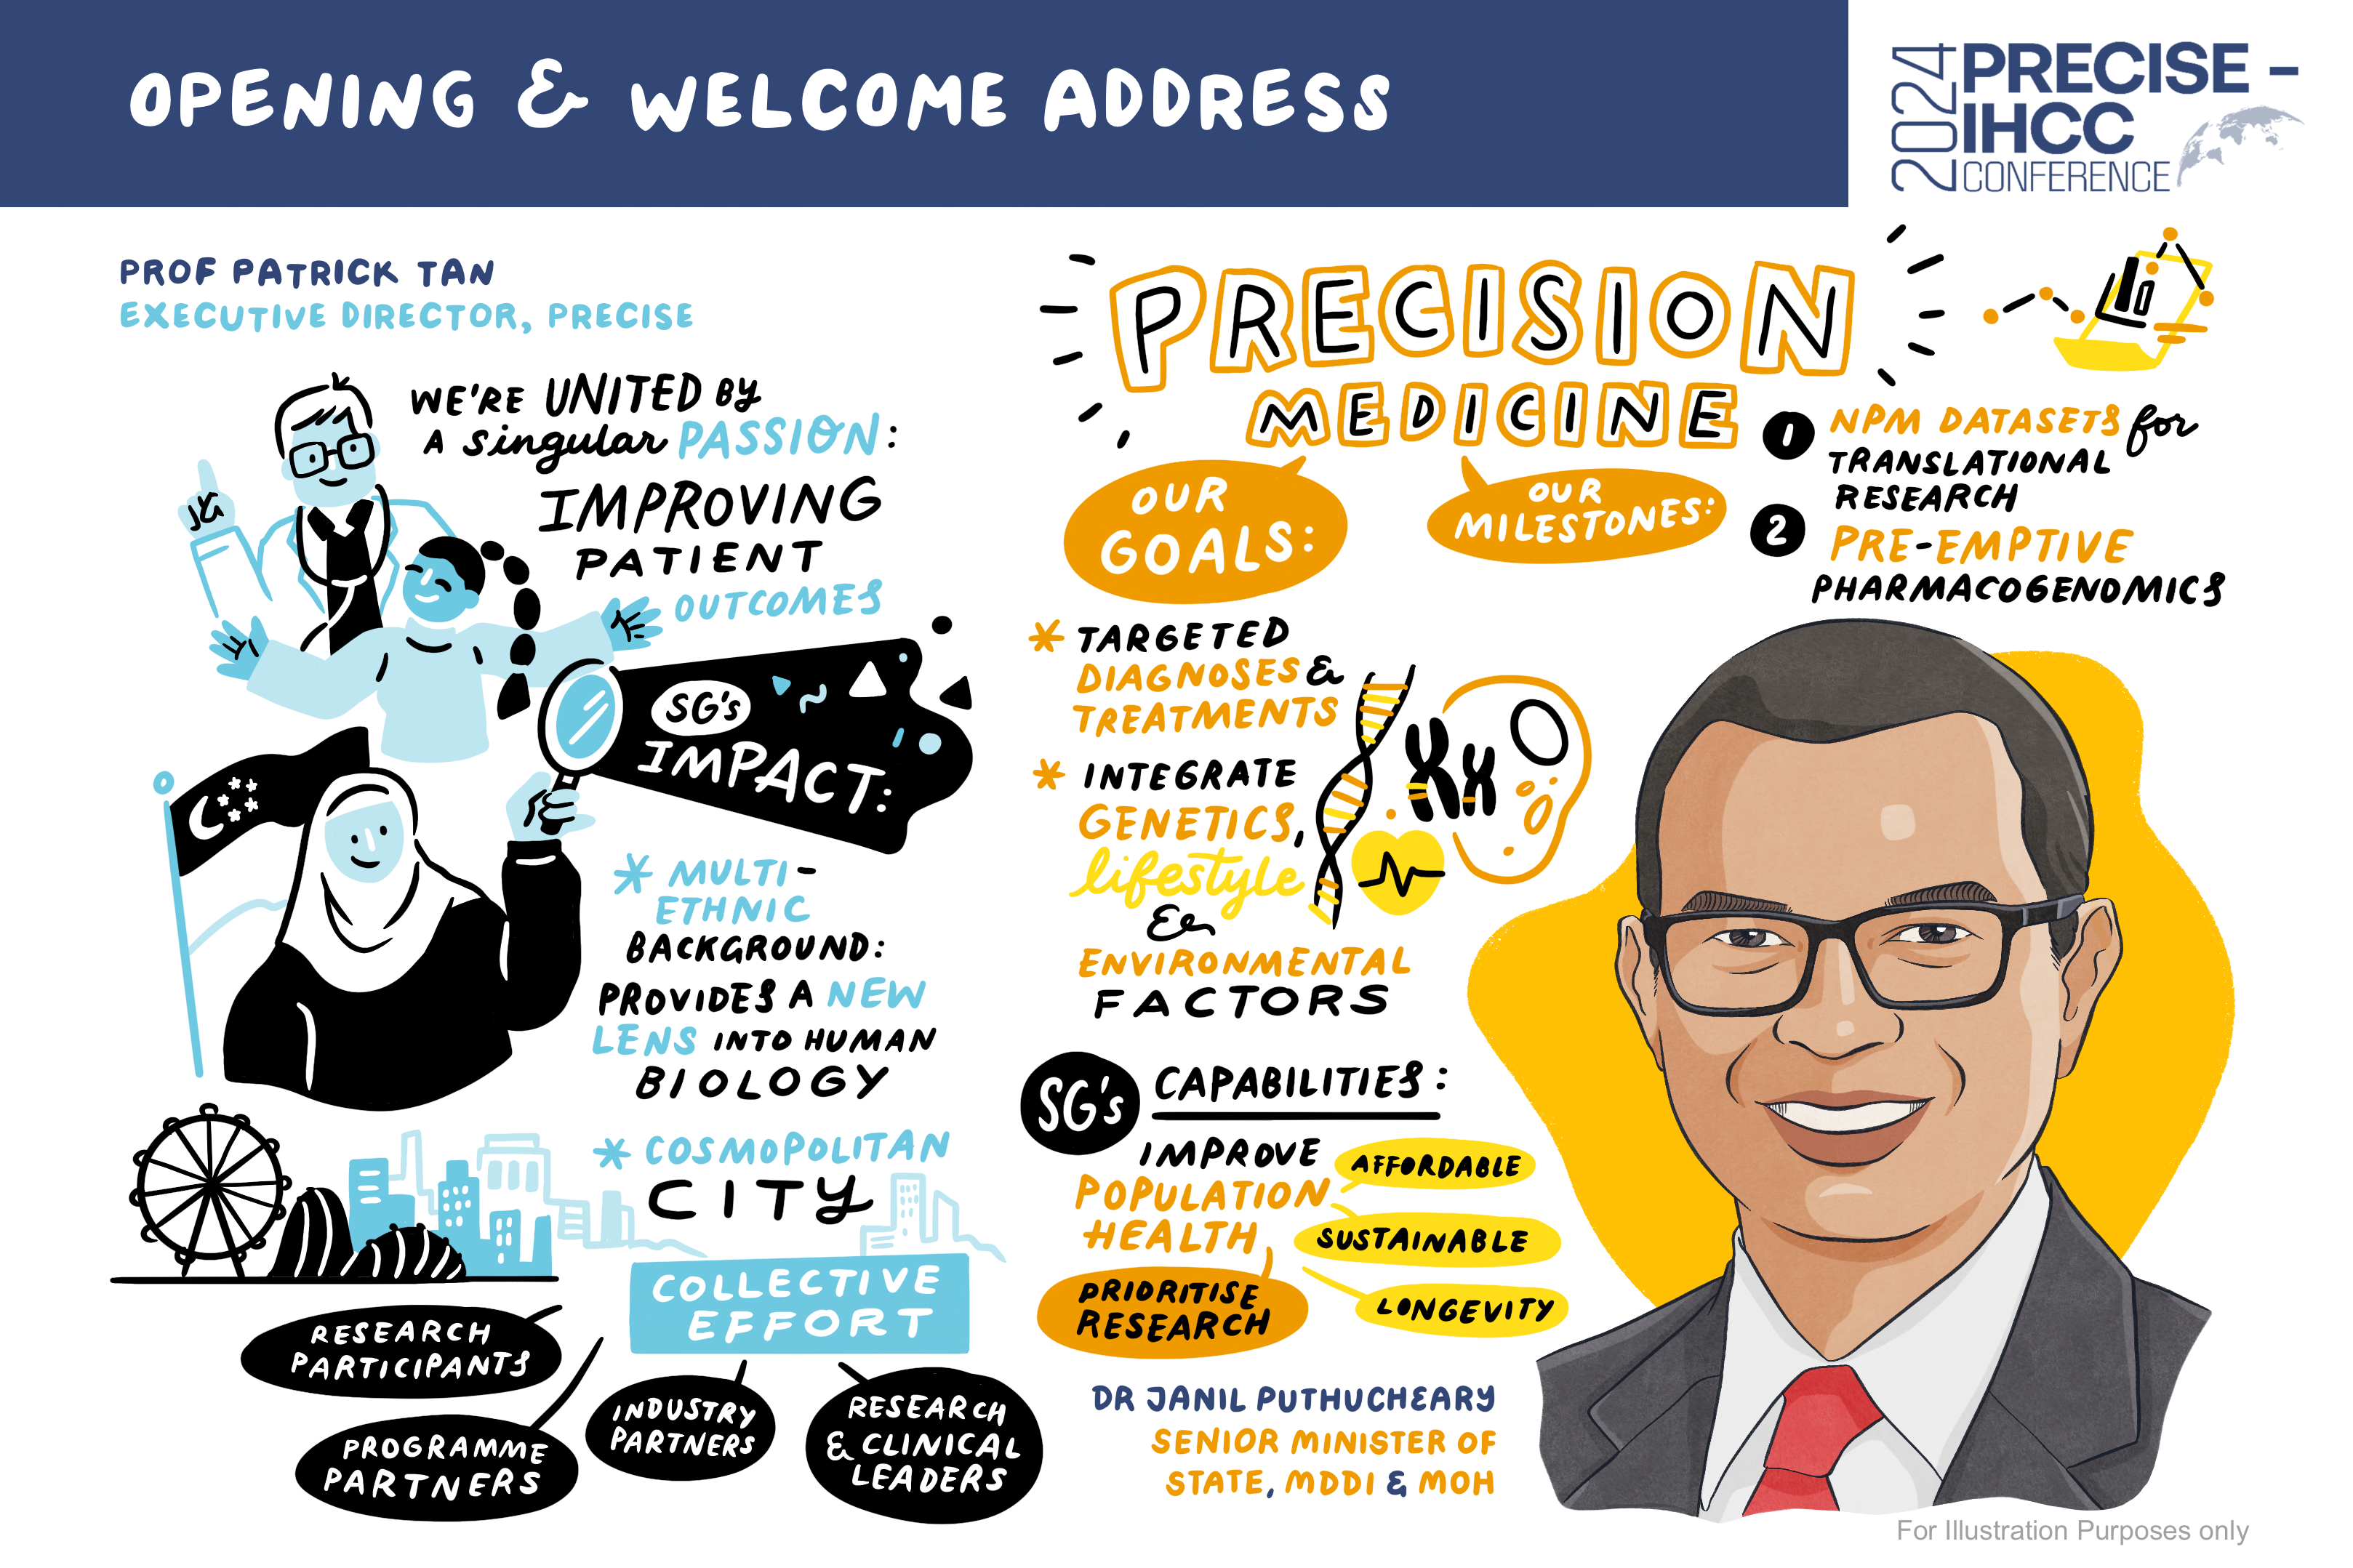 OPENING & WELCOME ADDRESS
2024
PRECISE –
IHCC
CONFERENCE
PROF PATRICK TAN
EXECUTIVE DIRECTOR, PRECISE
WE'RE UNITED BY
A singular PASSION:
IMPROVING
PATIENT
OUTCOMES
SG's
IMPACT:
* MULTI-
ETHNIC
BACKGROUND:
PROVIDES A NEW
LENS INTO HUMAN
BIOLOGY
* COSMOPOLITAN
CITY
COLLECTIVE
EFFORT
RESEARCH
PARTICIPANTS
PROGRAMME
PARTNERS
INDUSTRY
PARTNERS
RESEARCH
& CLINICAL
LEADERS
PRECISION
MEDICINE
OUR
GOALS:
* TARGETED
DIAGNOSES &
TREATMENTS
* INTEGRATE
GENETICS,
lifestyle
&
ENVIRONMENTAL
FACTORS
OUR
MILESTONES:
1 NPM DATASETS for
TRANSLATIONAL
RESEARCH
2 PRE-EMPTIVE
PHARMACOGENOMICS
SG's CAPABILITIES:
IMPROVE
POPULATION
HEALTH
AFFORDABLE
SUSTAINABLE
LONGEVITY
PRIORITISE
RESEARCH
DR JANIL PUTHUCHEARY
SENIOR MINISTER OF
STATE, MDDI & MOH
For Illustration Purposes only